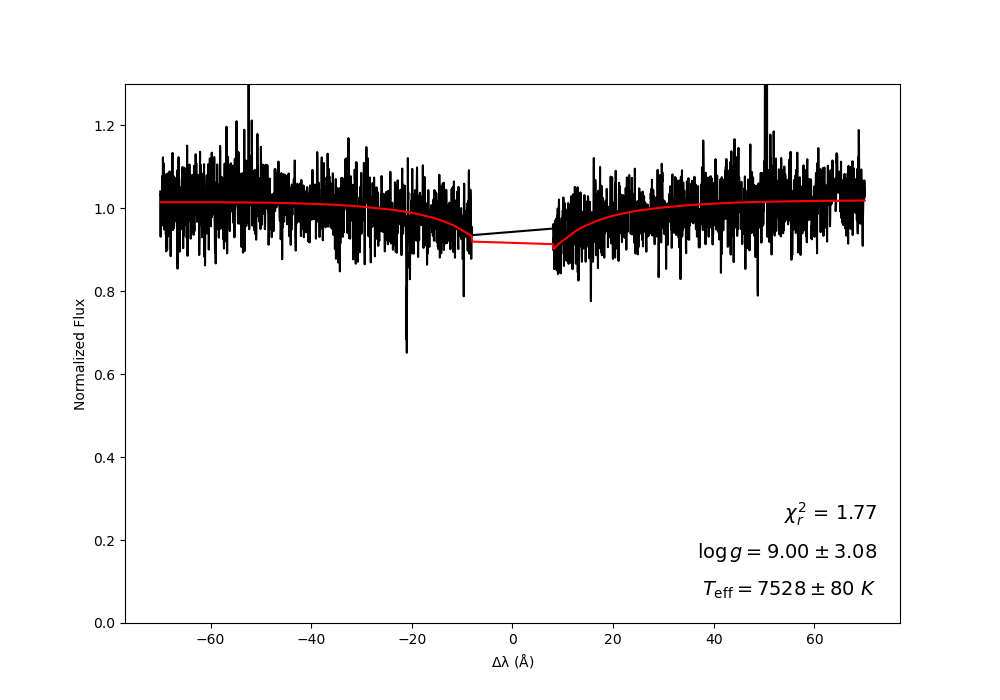 1.2
1.0
0.8
0.6
0.4
0.2
0.0
Normalized Flux
χ²ᵣ = 1.77
log g = 9.00 ± 3.08
T_eff = 7528 ± 80 K
−60 −40 −20 0 20 40 60
Δλ (Å)